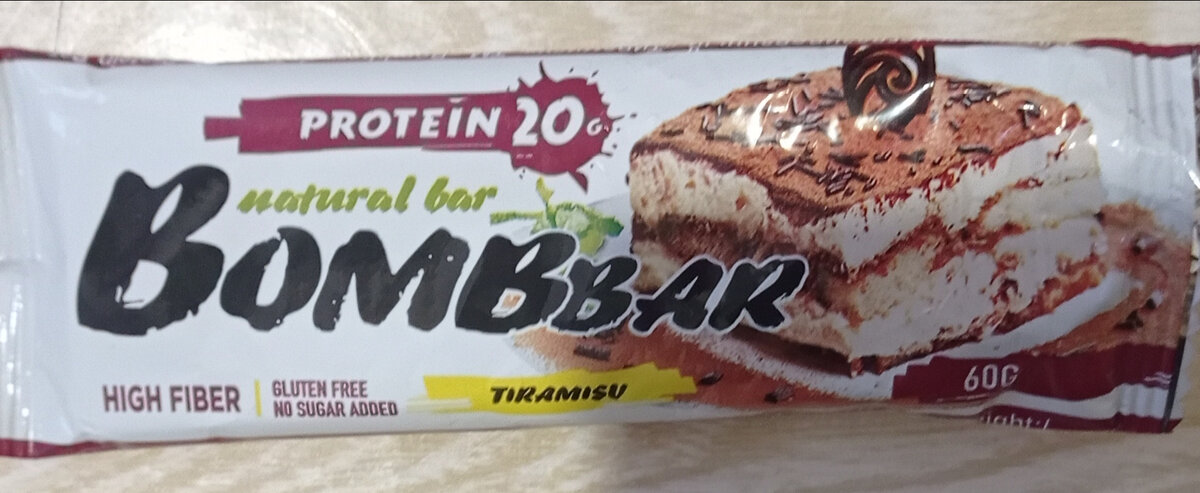 PROTEIN 20G
natural bar
BOMBBAR
HIGH FIBER
GLUTEN FREE
NO SUGAR ADDED
TIRAMISU
60G